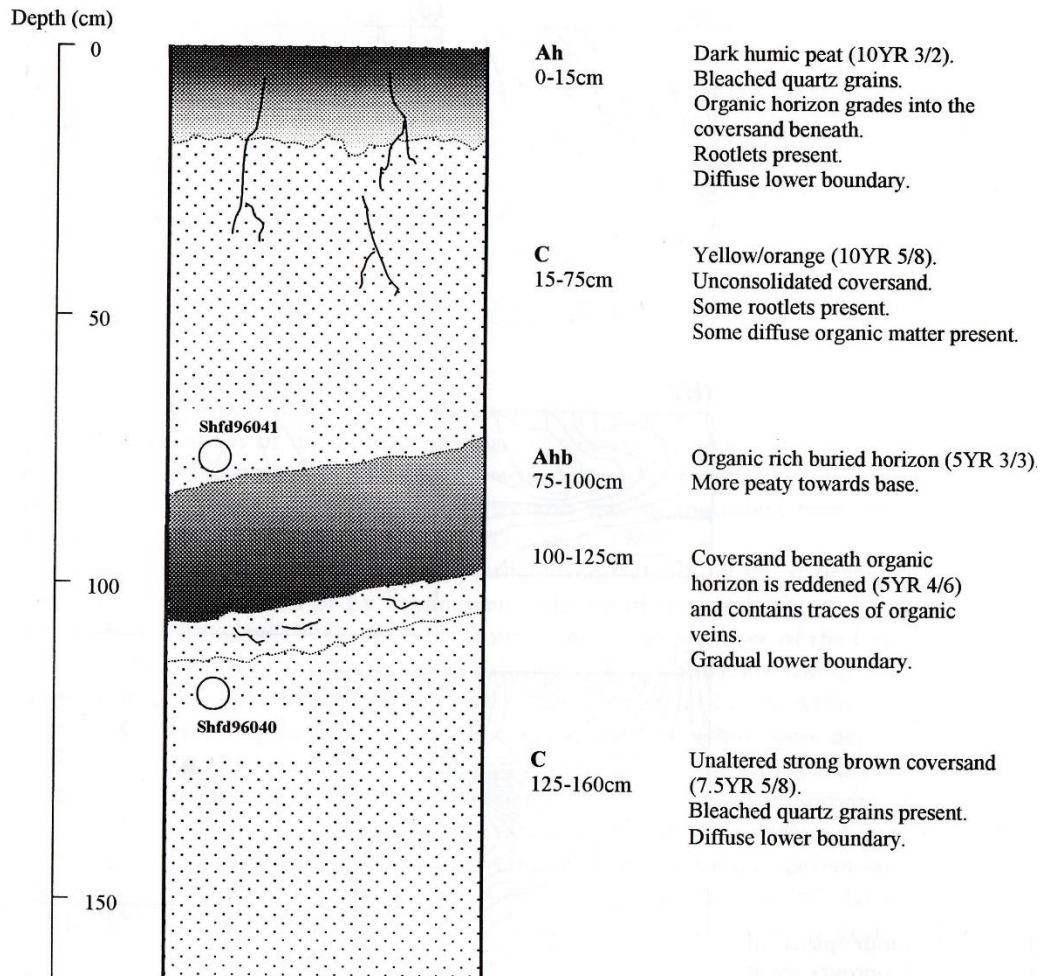 Depth (cm)
0
50
100
150
Shfd96041
Shfd96040
Ah
0-15cm
Dark humic peat (10YR 3/2).
Bleached quartz grains.
Organic horizon grades into the
coversand beneath.
Rootlets present.
Diffuse lower boundary.
C
15-75cm
Yellow/orange (10YR 5/8).
Unconsolidated coversand.
Some rootlets present.
Some diffuse organic matter present.
Ahb
75-100cm
Organic rich buried horizon (5YR 3/3).
More peaty towards base.
100-125cm
Coversand beneath organic
horizon is reddened (5YR 4/6)
and contains traces of organic
veins.
Gradual lower boundary.
C
125-160cm
Unaltered strong brown coversand
(7.5YR 5/8).
Bleached quartz grains present.
Diffuse lower boundary.